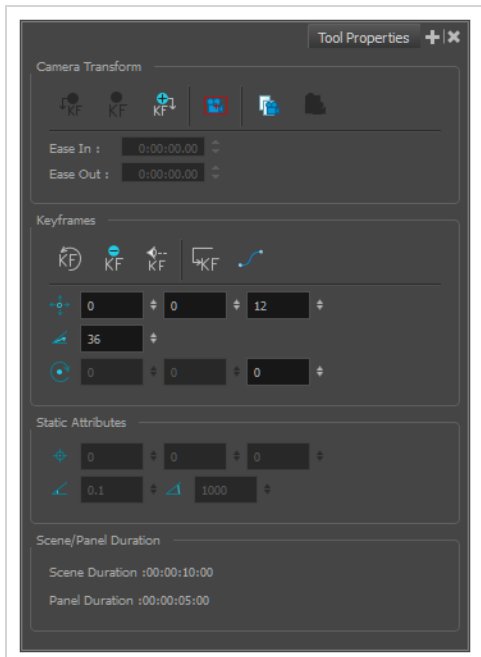 Tool Properties
Camera Transform
KF KF KF
Ease In : 0:00:00.00
Ease Out : 0:00:00.00
Keyframes
KF KF KF KF
0 0 12
36
0 0 0
Static Attributes
0 0 0
0.1 1000
Scene/Panel Duration
Scene Duration :00:00:10:00
Panel Duration :00:00:05:00